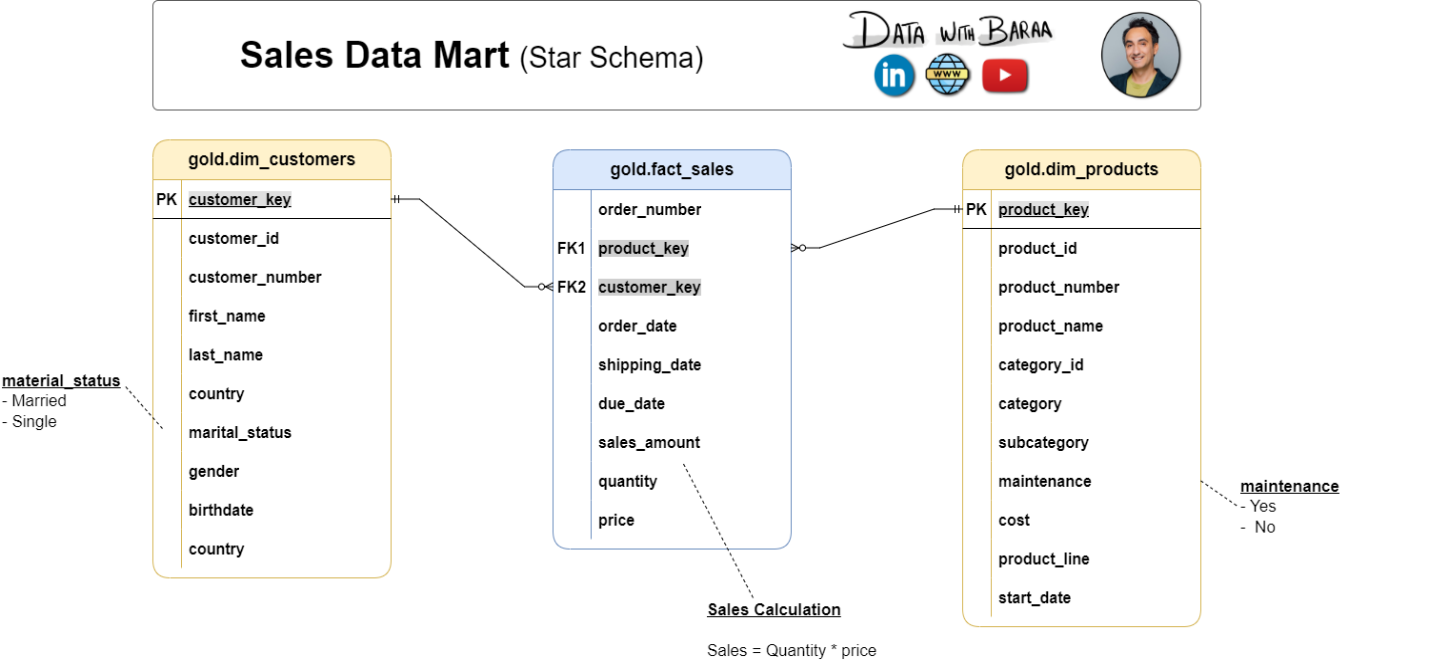 Sales Data Mart (Star Schema)
DATA WITH BARAA
in
WWW
gold.dim_customers
PK customer_key
customer_id
customer_number
first_name
last_name
country
marital_status
gender
birthdate
country
material_status
- Married
- Single
gold.fact_sales
order_number
FK1 product_key
FK2 customer_key
order_date
shipping_date
due_date
sales_amount
quantity
price
Sales Calculation
Sales = Quantity * price
gold.dim_products
PK product_key
product_id
product_number
product_name
category_id
category
subcategory
maintenance
cost
product_line
start_date
maintenance
- Yes
- No